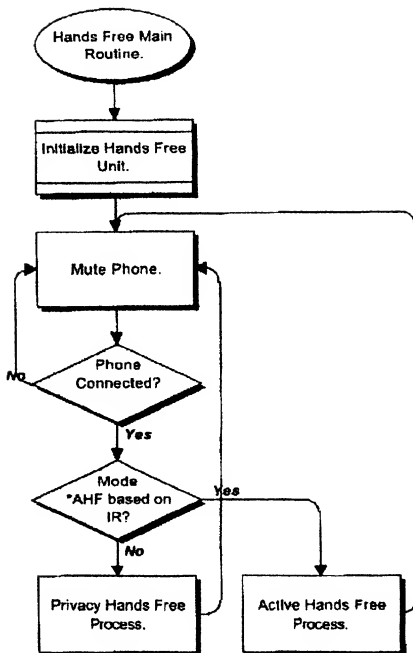 Hands Free Main
Routine.
Initialize Hands Free
Unit.
Mute Phone.
Phone
Connected?
No
Yes
Mode
*AHF based on
IR?
Yes
No
Privacy Hands Free
Process.
Active Hands Free
Process.